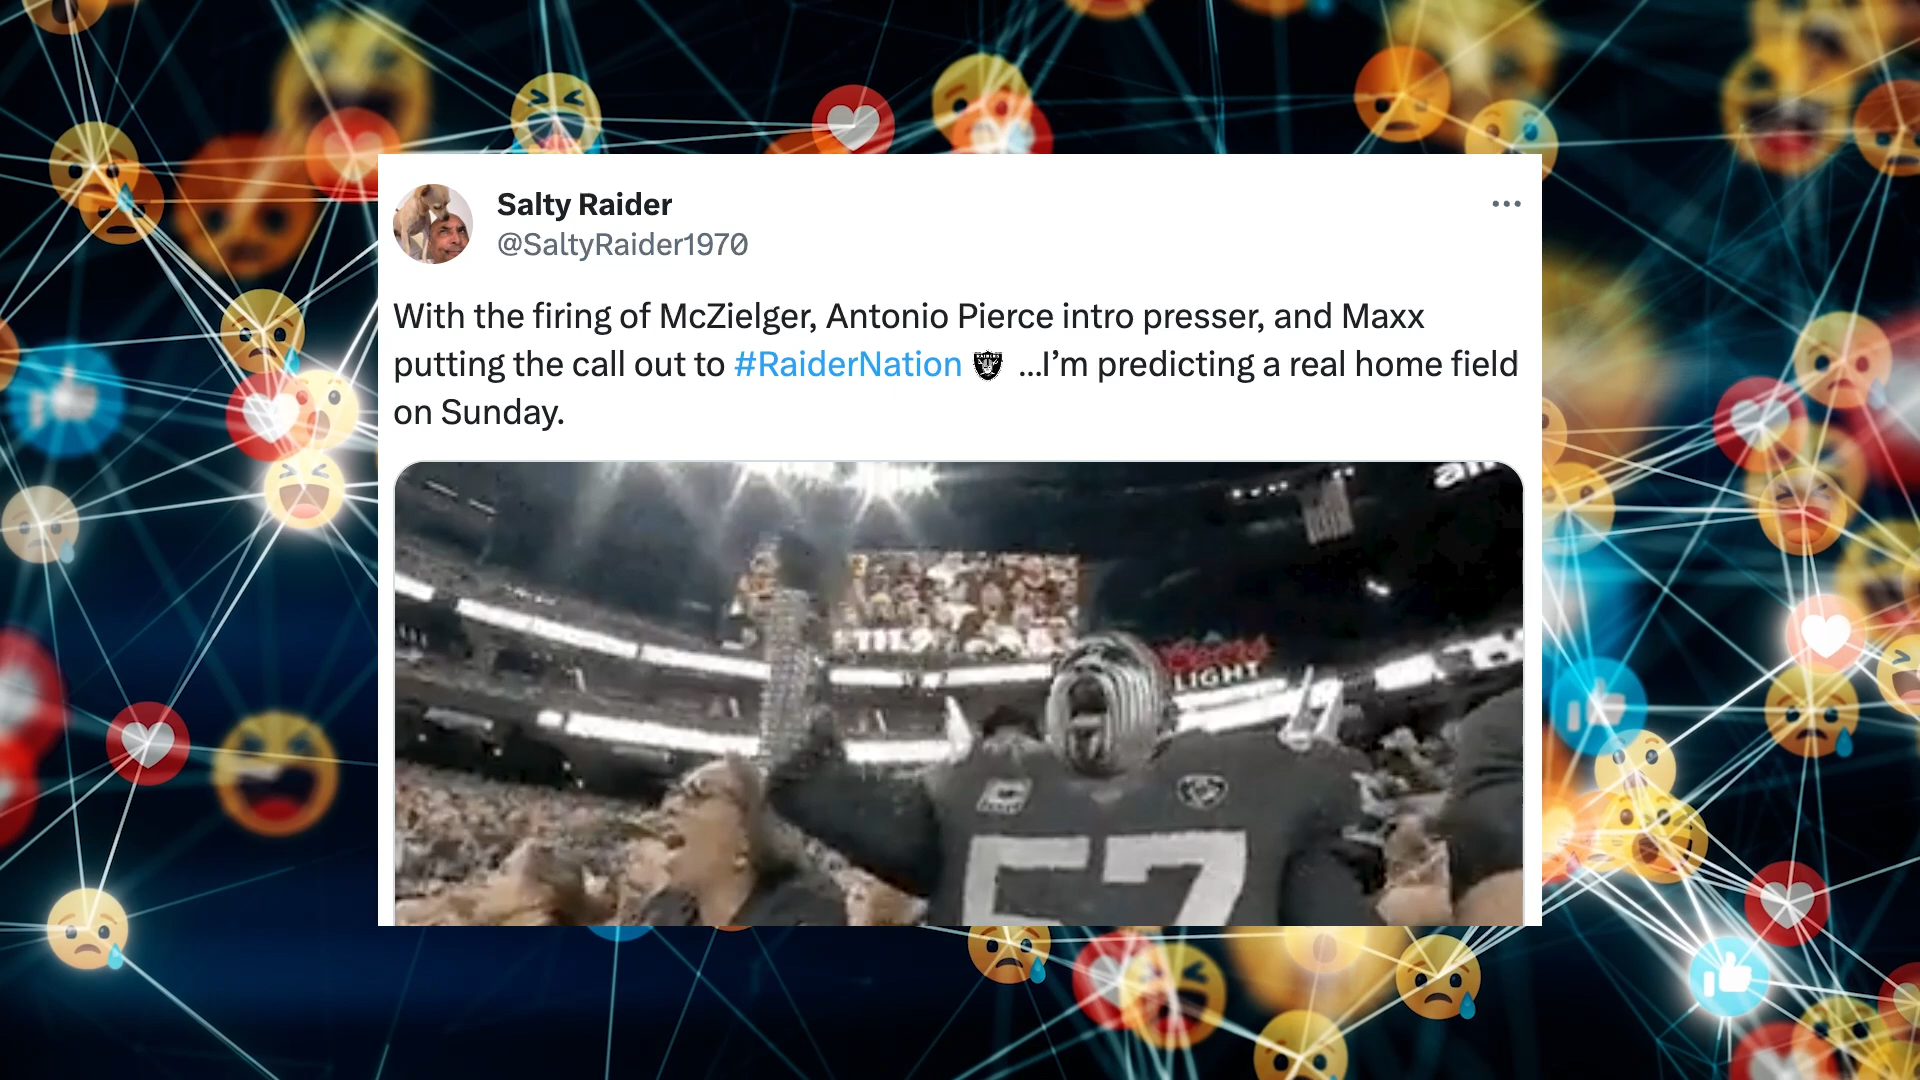 Salty Raider
@SaltyRaider1970
With the firing of McZielger, Antonio Pierce intro presser, and Maxx
putting the call out to #RaiderNation ...I’m predicting a real home field
on Sunday.
LIGHT
C
57